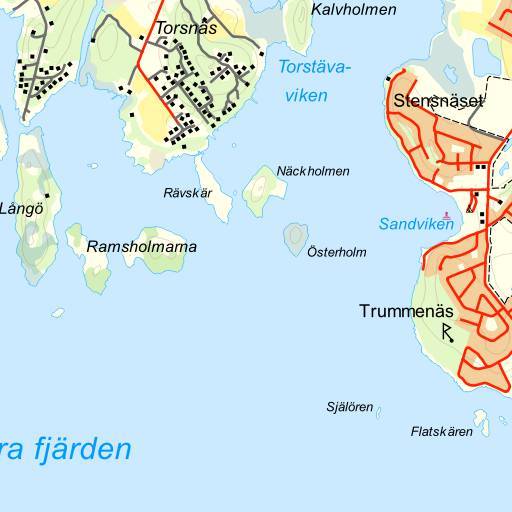 Kalvholmen
Torsnäs
Torstäva-
viken
Stensnäset
Näckholmen
Rävskär
Långö
Sandviken
Ramsholmarna
Österholm
Trummenäs
Själören
Flatskären
ra fjärden